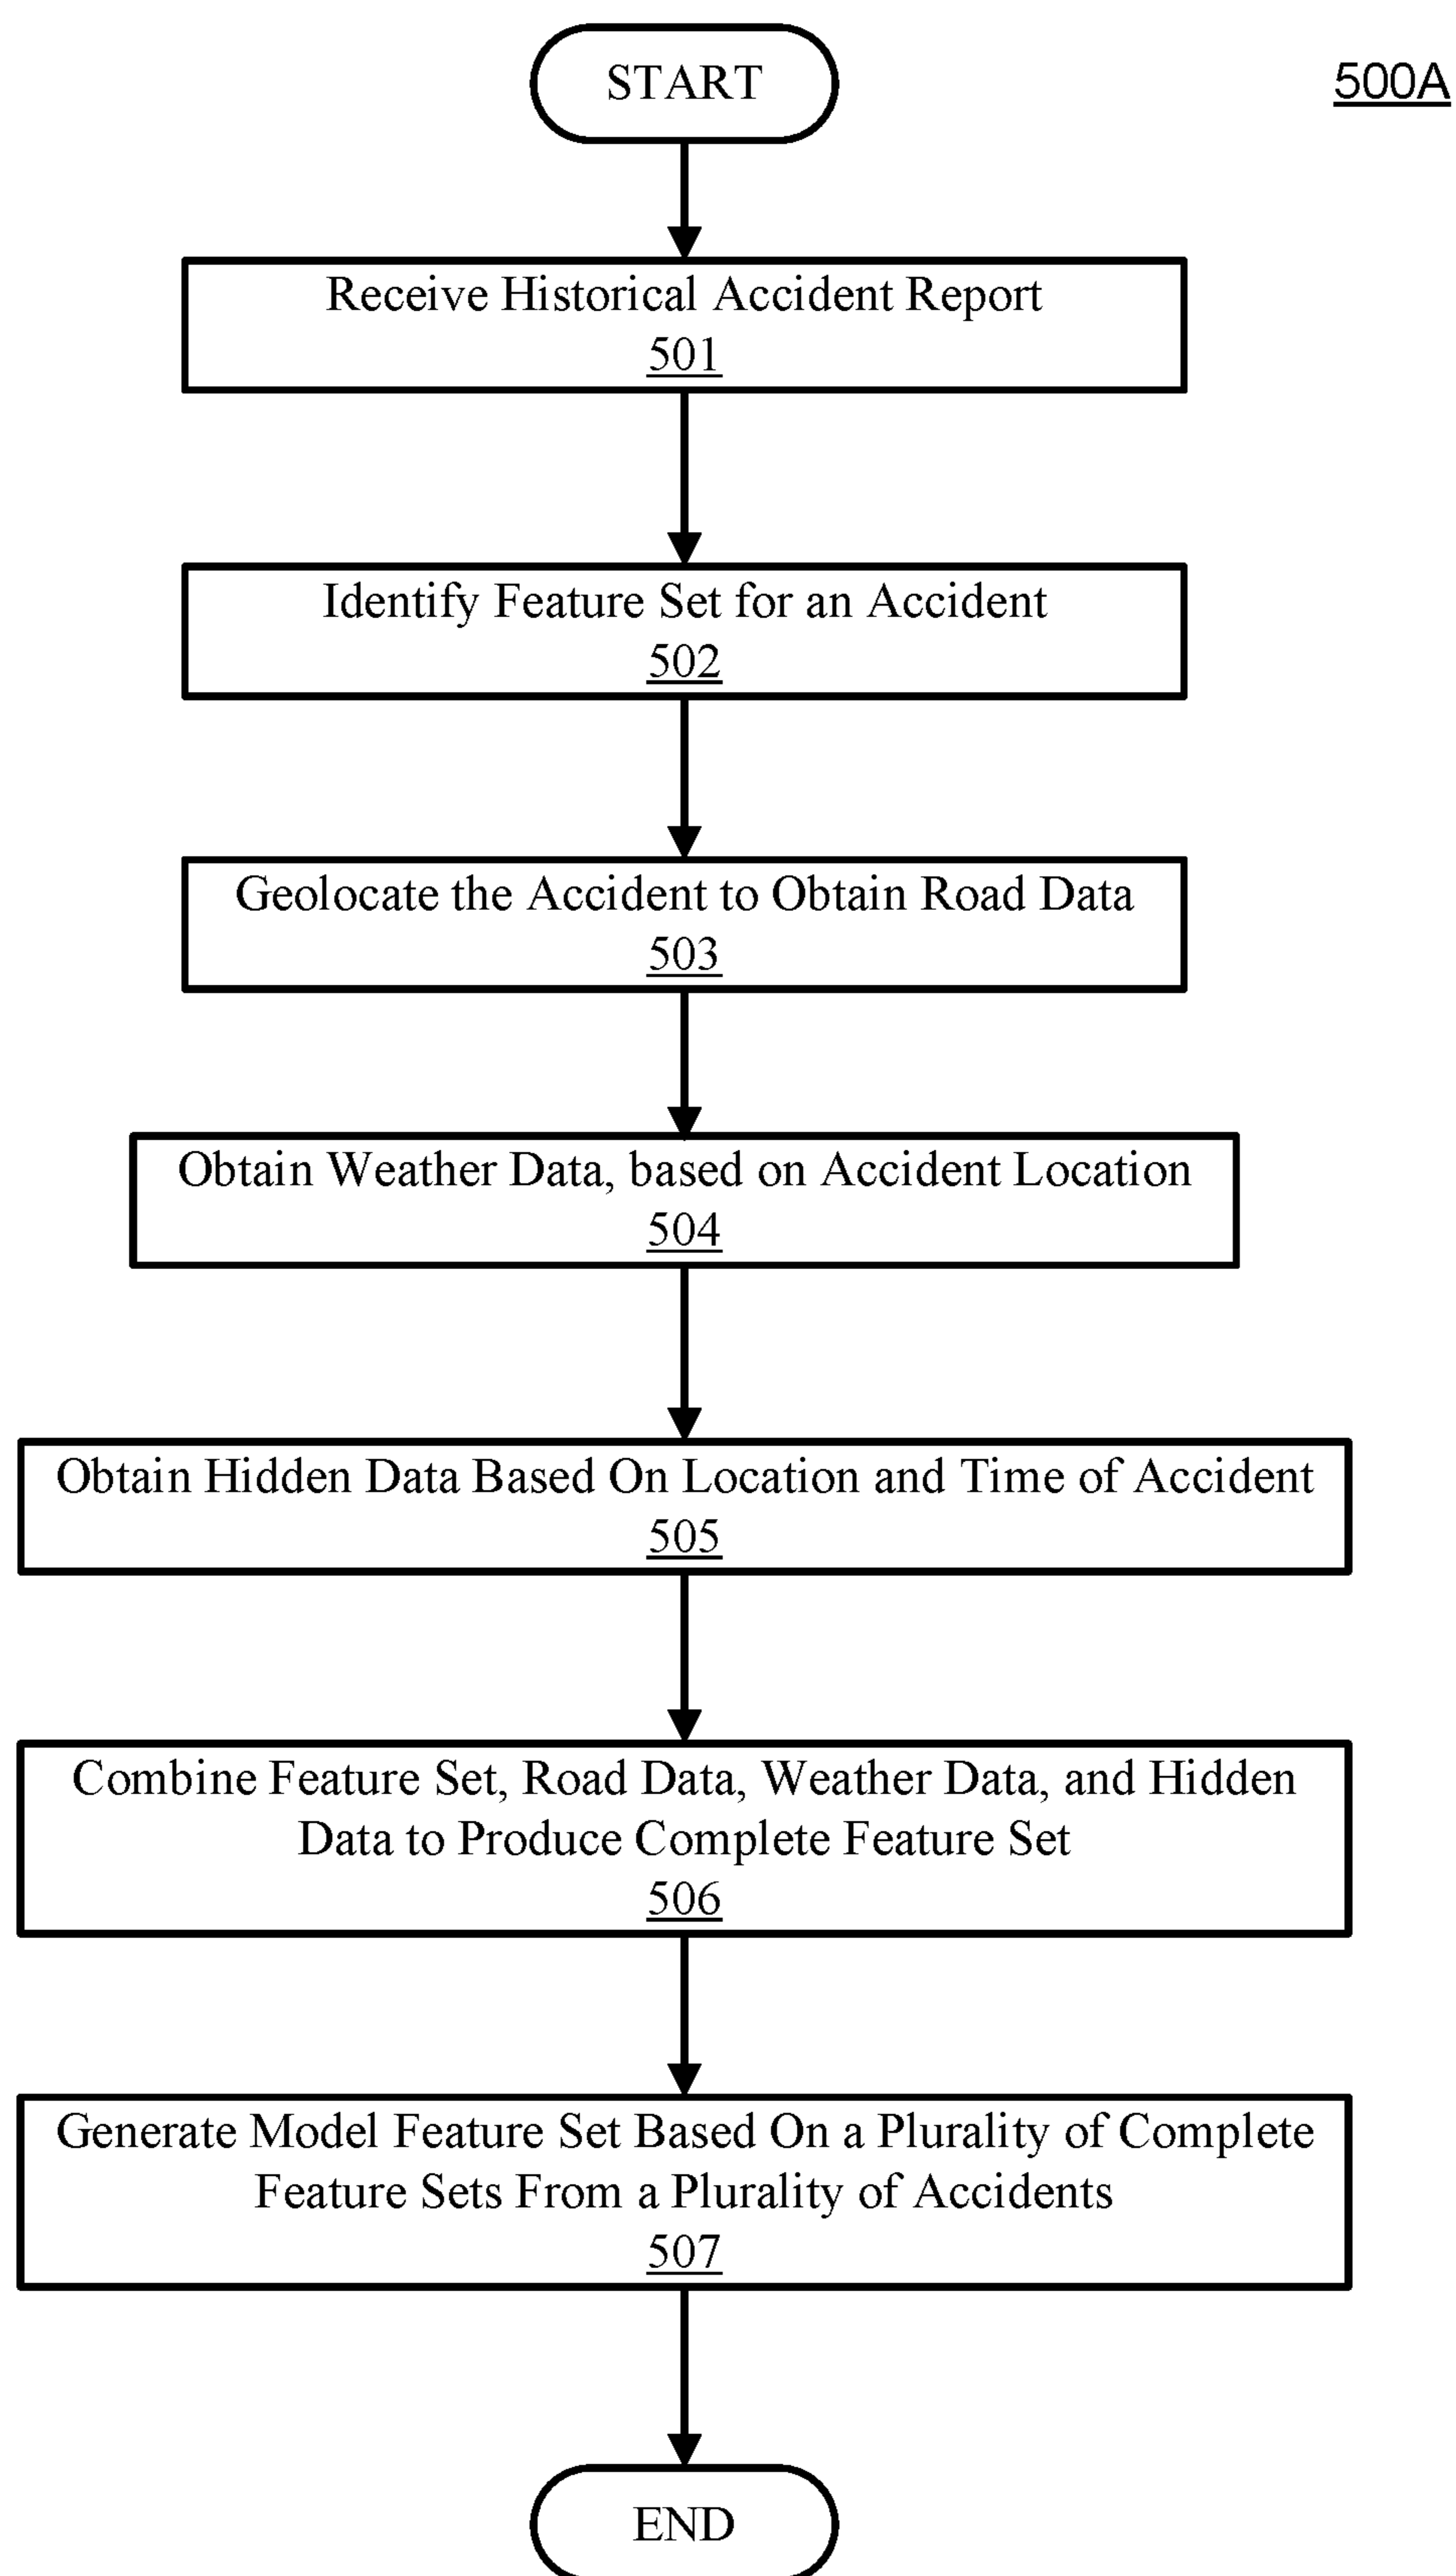 START
500A
Receive Historical Accident Report
501
Identify Feature Set for an Accident
502
Geolocate the Accident to Obtain Road Data
503
Obtain Weather Data, based on Accident Location
504
Obtain Hidden Data Based On Location and Time of Accident
505
Combine Feature Set, Road Data, Weather Data, and Hidden
Data to Produce Complete Feature Set
506
Generate Model Feature Set Based On a Plurality of Complete
Feature Sets From a Plurality of Accidents
507
END